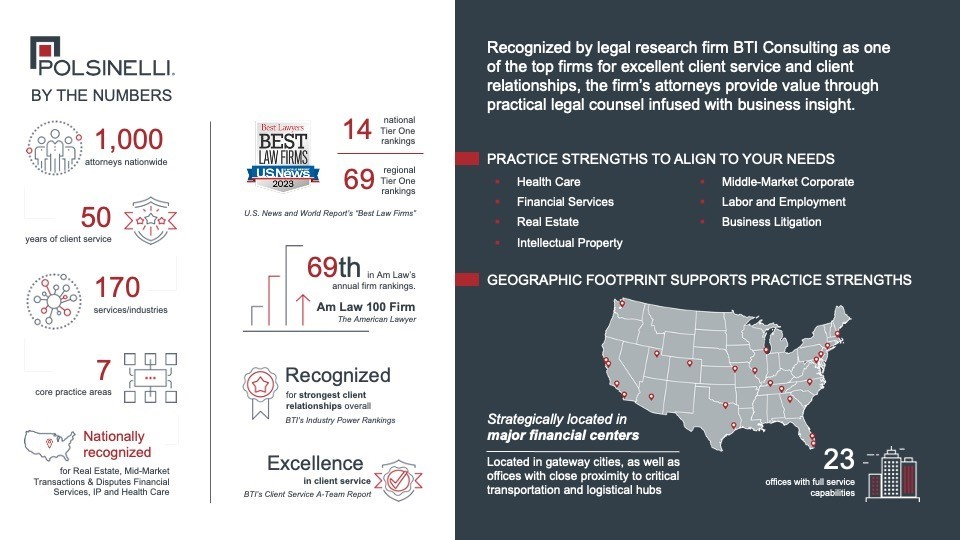 POLSINELLI®
BY THE NUMBERS
1,000
attorneys nationwide
50
years of client service
170
services/industries
7
core practice areas
Nationally
recognized
for Real Estate, Mid-Market
Transactions & Disputes Financial
Services, IP and Health Care
Best Lawyers
BEST
LAW FIRMS
US News
2023
14
national
Tier One
rankings
69
regional
Tier One
rankings
U.S. News and World Report's "Best Law Firms"
69th
in Am Law's
annual firm rankings.
Am Law 100 Firm
The American Lawyer
Recognized
for strongest client
relationships overall
BTI's Industry Power Rankings
Excellence
in client service
BTI's Client Service A-Team Report
Recognized by legal research firm BTI Consulting as one
of the top firms for excellent client service and client
relationships, the firm's attorneys provide value through
practical legal counsel infused with business insight.
PRACTICE STRENGTHS TO ALIGN TO YOUR NEEDS
• Health Care
• Financial Services
• Real Estate
• Intellectual Property
• Middle-Market Corporate
• Labor and Employment
• Business Litigation
GEOGRAPHIC FOOTPRINT SUPPORTS PRACTICE STRENGTHS
Strategically located in
major financial centers
Located in gateway cities, as well as
offices with close proximity to critical
transportation and logistical hubs
23
offices with full service
capabilities